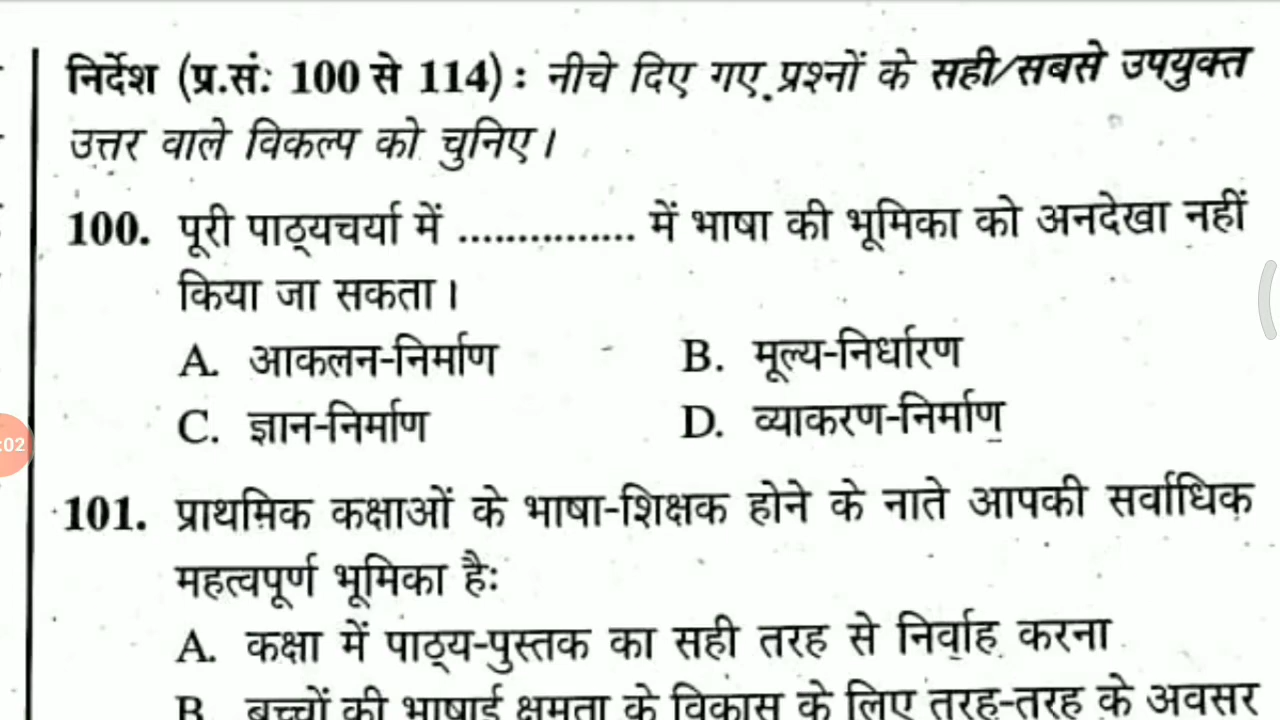 निर्देश (प्र.सं: 100 से 114) : नीचे दिए गए प्रश्नों के सही/सबसे उपयुक्त
उत्तर वाले विकल्प को चुनिए।
100. पूरी पाठ्यचर्या में ............... में भाषा की भूमिका को अनदेखा नहीं
किया जा सकता।
A. आकलन-निर्माण B. मूल्य-निर्धारण
C. ज्ञान-निर्माण D. व्याकरण-निर्माण
:02
101. प्राथमिक कक्षाओं के भाषा-शिक्षक होने के नाते आपकी सर्वाधिक
महत्वपूर्ण भूमिका है:
A. कक्षा में पाठ्य-पुस्तक का सही तरह से निर्वाह करना
B. बच्चों की भाषाई क्षमता के विकास के लिए तरह-तरह के अवसर